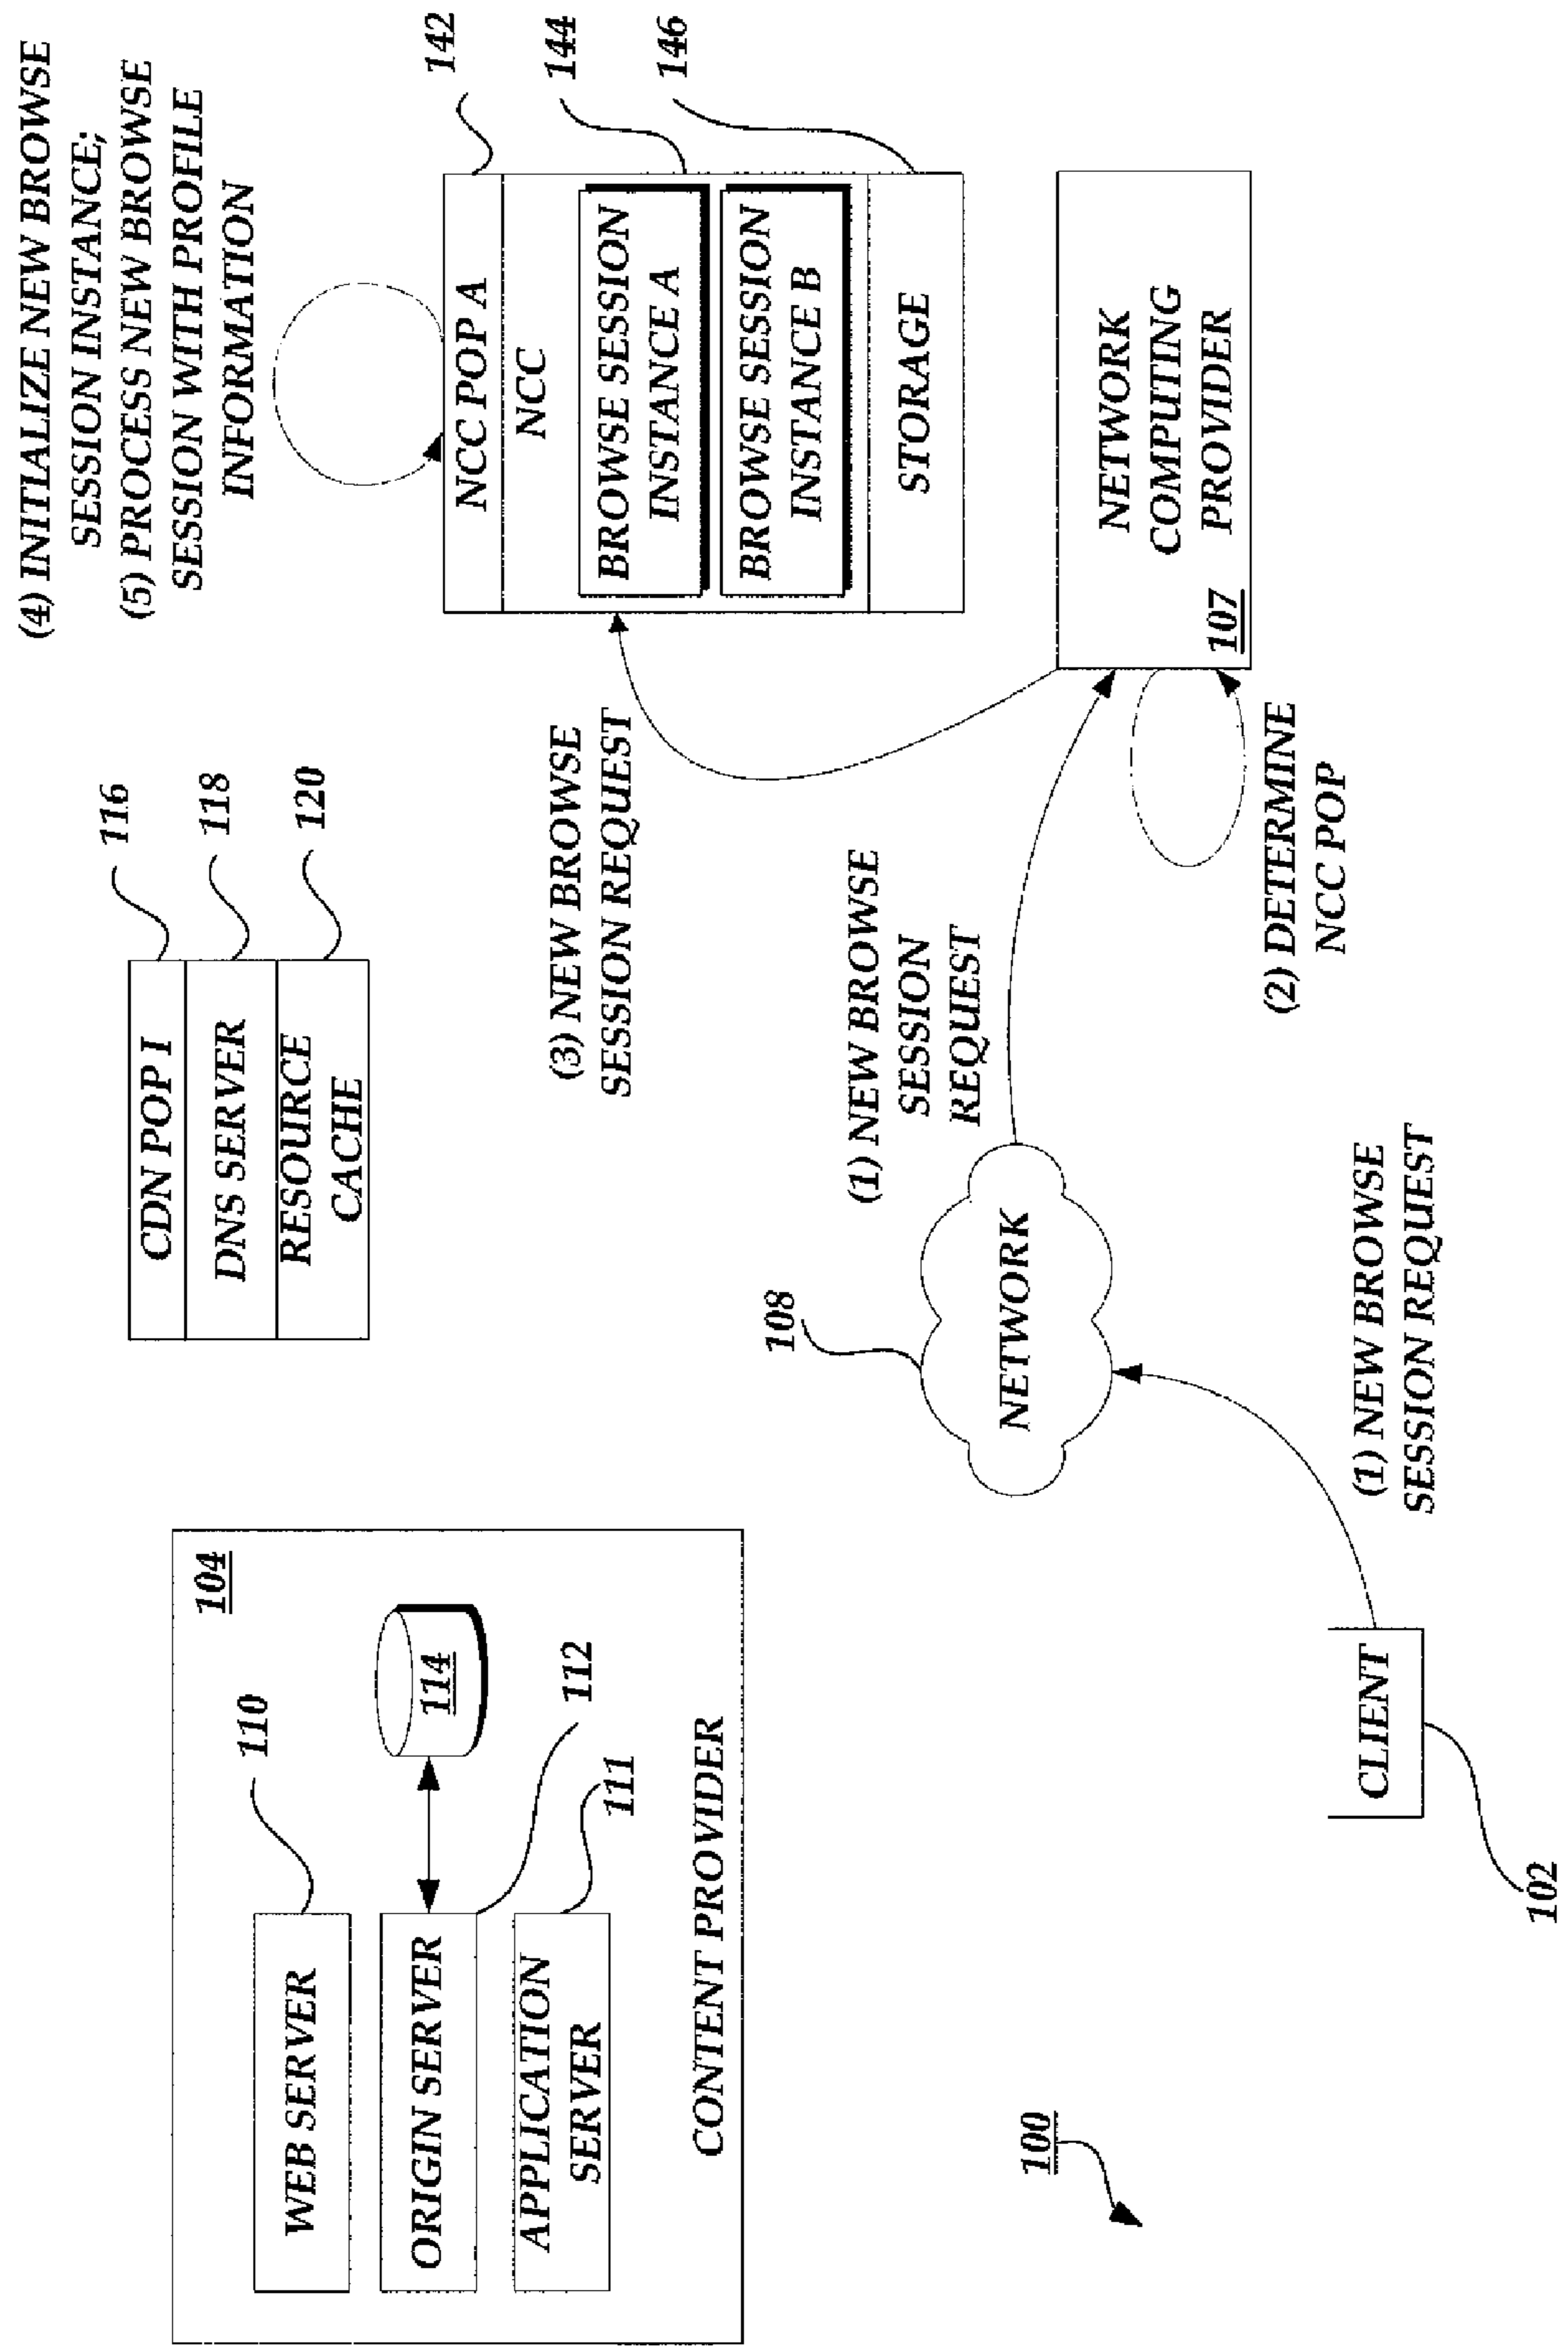 104
110
WEB SERVER
ORIGIN SERVER
114
112
APPLICATION
SERVER
111
CONTENT PROVIDER
116
CDN POP I
118
DNS SERVER
120
RESOURCE
CACHE
(4) INITIALIZE NEW BROWSE
SESSION INSTANCE;
(5) PROCESS NEW BROWSE
SESSION WITH PROFILE
INFORMATION
142
NCC POP A
NCC
144
BROWSE SESSION
INSTANCE A
146
BROWSE SESSION
INSTANCE B
STORAGE
(3) NEW BROWSE
SESSION REQUEST
108
NETWORK
(1) NEW BROWSE
SESSION
REQUEST
NETWORK
COMPUTING
PROVIDER
107
(2) DETERMINE
NCC POP
(1) NEW BROWSE
SESSION REQUEST
CLIENT
102
100